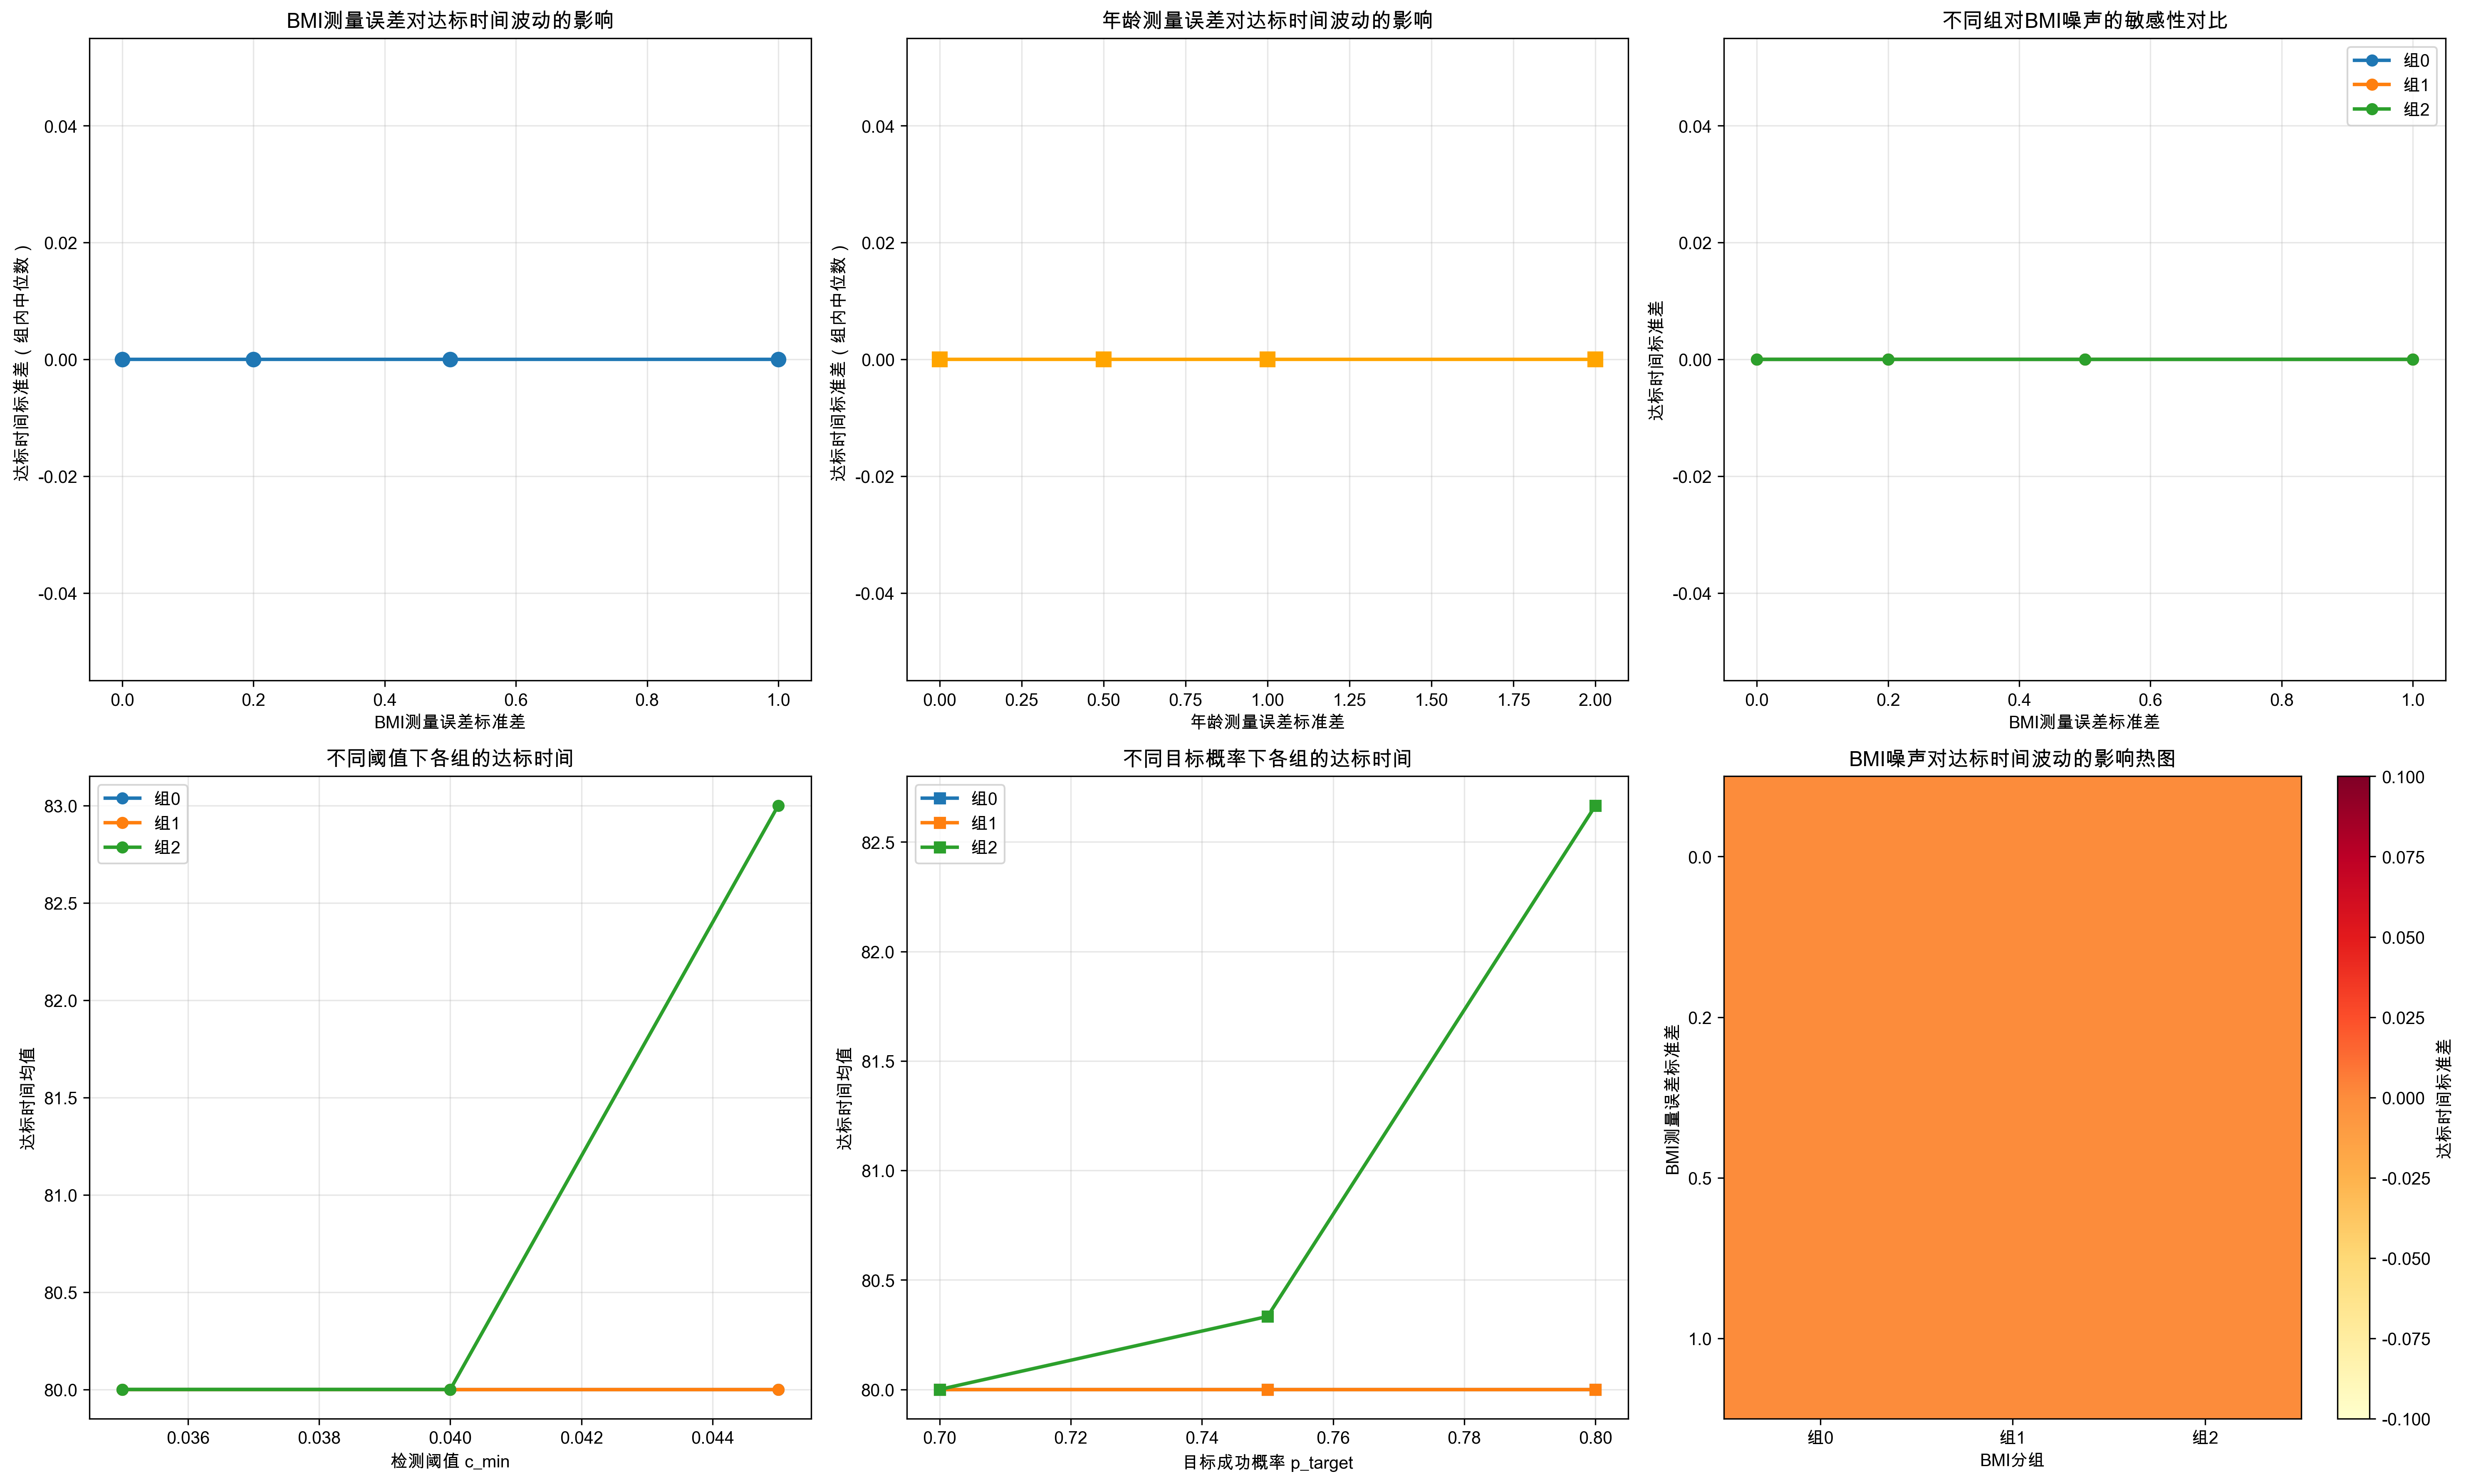 BMI测量误差对达标时间波动的影响
达标时间标准差（组内中位数）
0.04
0.02
0.00
-0.02
-0.04
0.0 0.2 0.4 0.6 0.8 1.0
BMI测量误差标准差
年龄测量误差对达标时间波动的影响
达标时间标准差（组内中位数）
0.04
0.02
0.00
-0.02
-0.04
0.00 0.25 0.50 0.75 1.00 1.25 1.50 1.75 2.00
年龄测量误差标准差
不同组对BMI噪声的敏感性对比
组0
组1
组2
达标时间标准差
0.04
0.02
0.00
-0.02
-0.04
0.0 0.2 0.4 0.6 0.8 1.0
BMI测量误差标准差
不同阈值下各组的达标时间
组0
组1
组2
达标时间均值
83.0
82.5
82.0
81.5
81.0
80.5
80.0
0.036 0.038 0.040 0.042 0.044
检测阈值 c_min
不同目标概率下各组的达标时间
组0
组1
组2
达标时间均值
82.5
82.0
81.5
81.0
80.5
80.0
0.70 0.72 0.74 0.76 0.78 0.80
目标成功概率 p_target
BMI噪声对达标时间波动的影响热图
BMI测量误差标准差
0.0
0.2
0.5
1.0
组0 组1 组2
BMI分组
0.100
0.075
0.050
0.025
0.000
-0.025
-0.050
-0.075
-0.100
达标时间标准差